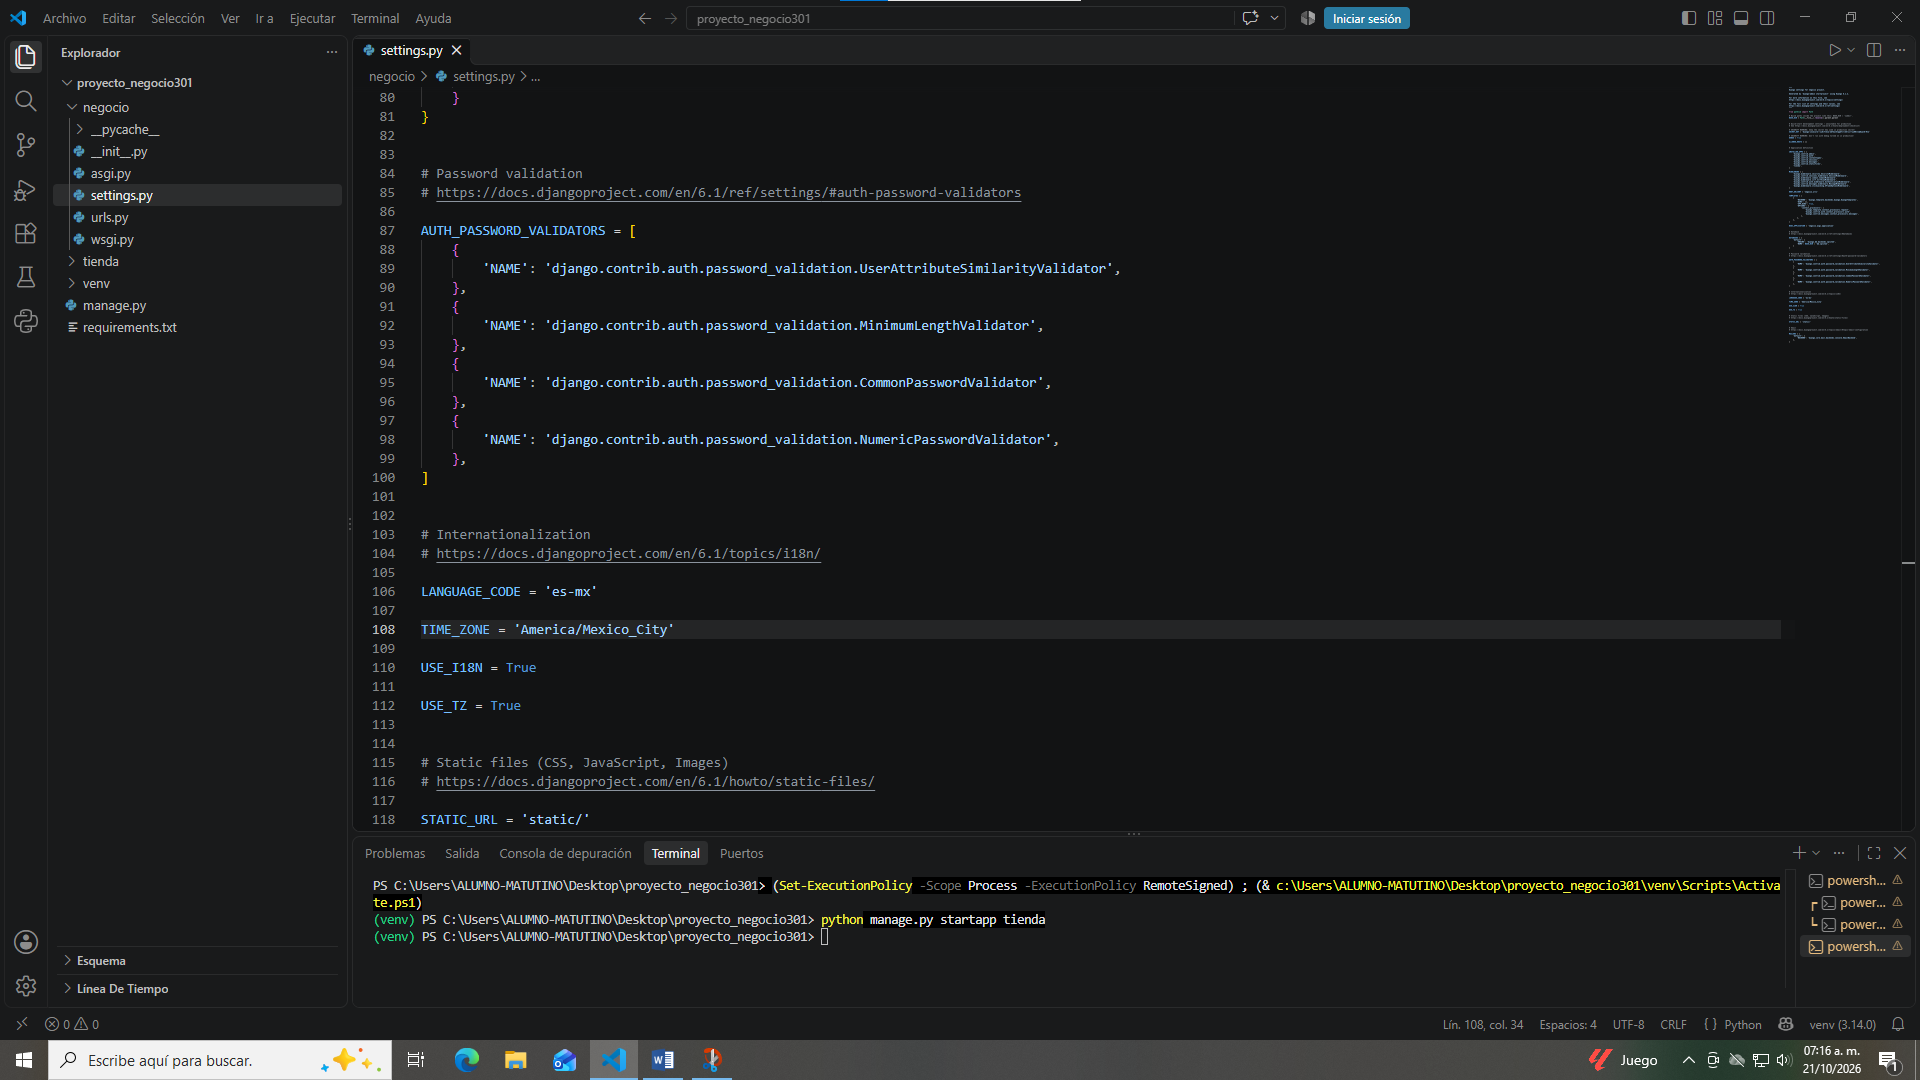 Archivo Editar Selección Ver Ir a Ejecutar Terminal Ayuda
proyecto_negocio301
Iniciar sesión
Explorador
proyecto_negocio301
negocio
__pycache__
__init__.py
asgi.py
settings.py
urls.py
wsgi.py
tienda
venv
manage.py
requirements.txt
Esquema
Línea De Tiempo
settings.py
negocio > settings.py > ...
80 }
81 }
82
83
84 # Password validation
85 # https://docs.djangoproject.com/en/6.1/ref/settings/#auth-password-validators
86
87 AUTH_PASSWORD_VALIDATORS = [
88 {
89 'NAME': 'django.contrib.auth.password_validation.UserAttributeSimilarityValidator',
90 },
91 {
92 'NAME': 'django.contrib.auth.password_validation.MinimumLengthValidator',
93 },
94 {
95 'NAME': 'django.contrib.auth.password_validation.CommonPasswordValidator',
96 },
97 {
98 'NAME': 'django.contrib.auth.password_validation.NumericPasswordValidator',
99 },
100 ]
101
102
103 # Internationalization
104 # https://docs.djangoproject.com/en/6.1/topics/i18n/
105
106 LANGUAGE_CODE = 'es-mx'
107
108 TIME_ZONE = 'America/Mexico_City'
109
110 USE_I18N = True
111
112 USE_TZ = True
113
114
115 # Static files (CSS, JavaScript, Images)
116 # https://docs.djangoproject.com/en/6.1/howto/static-files/
117
118 STATIC_URL = 'static/'
Problemas Salida Consola de depuración Terminal Puertos
PS C:\Users\ALUMNO-MATUTINO\Desktop\proyecto_negocio301> (Set-ExecutionPolicy -Scope Process -ExecutionPolicy RemoteSigned) ; (& c:\Users\ALUMNO-MATUTINO\Desktop\proyecto_negocio301\venv\Scripts\Activa
te.ps1)
(venv) PS C:\Users\ALUMNO-MATUTINO\Desktop\proyecto_negocio301> python manage.py startapp tienda
(venv) PS C:\Users\ALUMNO-MATUTINO\Desktop\proyecto_negocio301>
powersh...
power...
power...
powersh...
0 0
Lín. 108, col. 34 Espacios: 4 UTF-8 CRLF { } Python venv (3.14.0)
Escribe aquí para buscar.
Juego
07:16 a. m.
21/10/2026
1